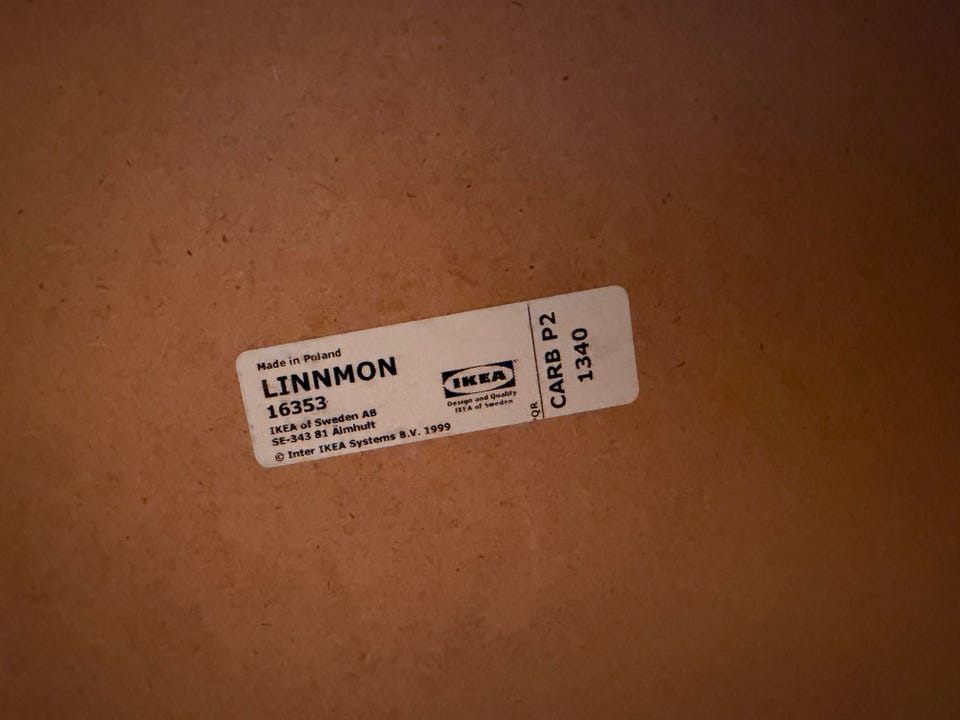 Made in Poland
LINNMON
16353
IKEA of Sweden AB
SE-343 81 Älmhult
© Inter IKEA Systems B.V. 1999
IKEA
Design and Quality
IKEA of Sweden
QR
CARB P2
1340